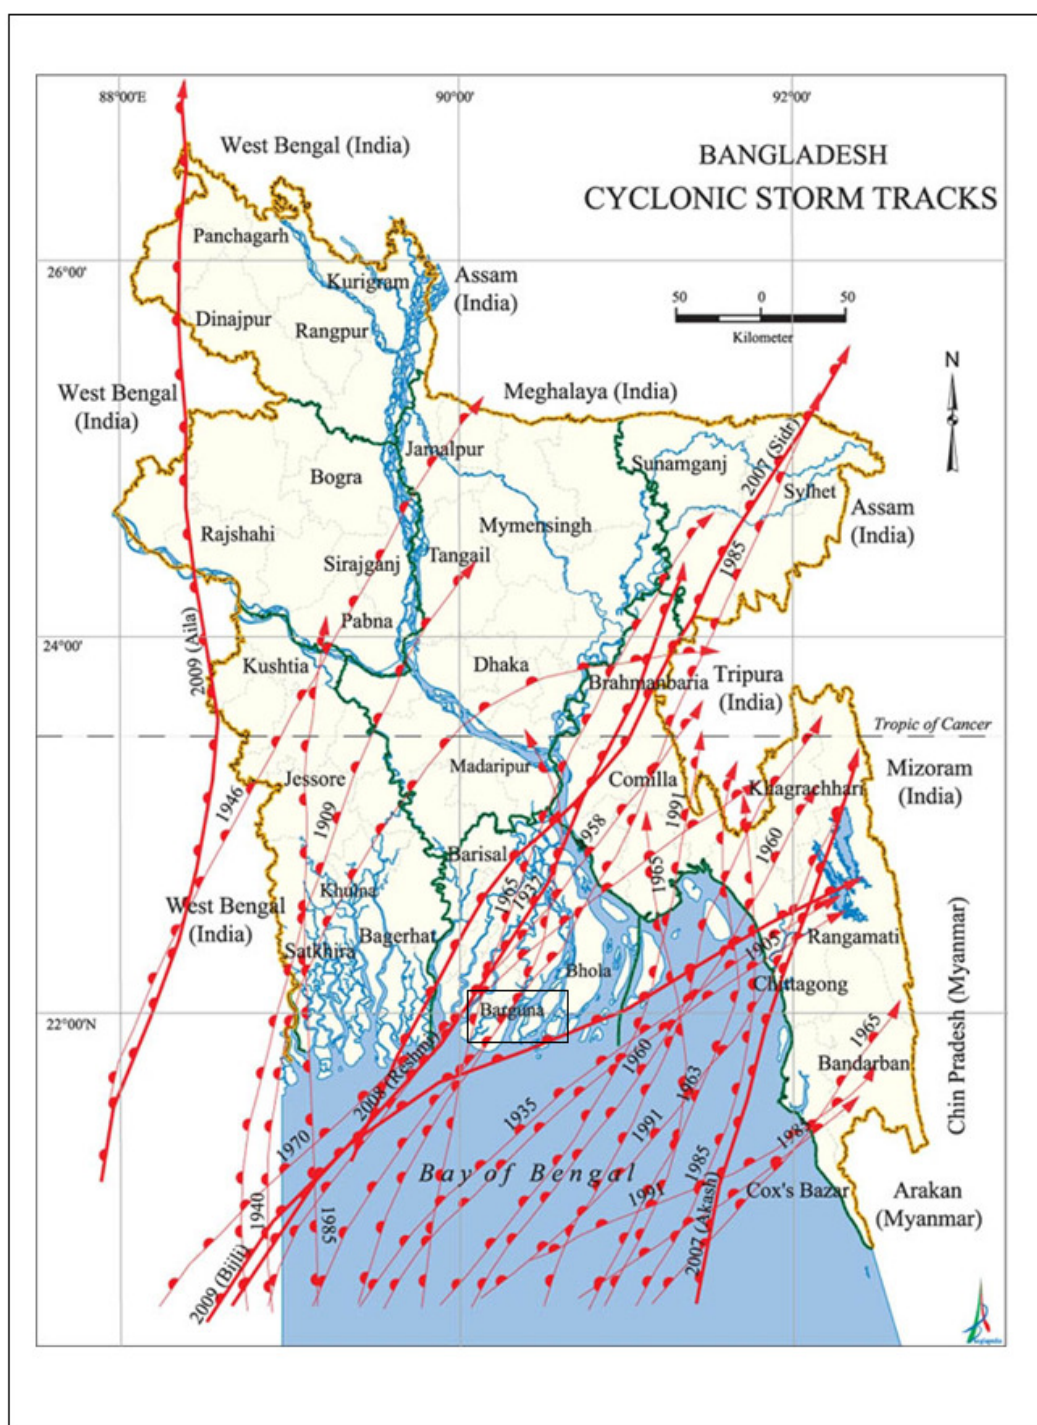 88°00'E
90°00'
92°00'
West Bengal (India)
BANGLADESH
CYCLONIC STORM TRACKS
Panchagarh
26°00'
Kurigram
Assam
(India)
50
0
50
Kilometer
Dinajpur
Rangpur
N
West Bengal
(India)
Meghalaya (India)
Jamalpur
Sunamganj
2007 (Sidr)
Bogra
Sylhet
Assam
(India)
Rajshahi
Mymensingh
Sirajganj
Tangail
1985
Pabna
24°00'
2009 (Aila)
Kushtia
Dhaka
Brahmanbaria
Tripura
(India)
Tropic of Cancer
Madaripur
Jessore
Comilla
Khagrachhari
Mizoram
(India)
1946
1909
1991
1958
1960
Barisal
1965
1965
1937
Khulna
West Bengal
(India)
Bagerhat
Satkhira
1905
Rangamati
Bhola
Chittagong
Chin Pradesh (Myanmar)
22°00'N
Barguna
1965
2008 (Reshmi)
1960
Bandarban
1963
1935
1970
1991
Bay of Bengal
1985
1991
Cox's Bazar
Arakan
(Myanmar)
1940
1985
2007 (Akash)
2009 (Bijli)